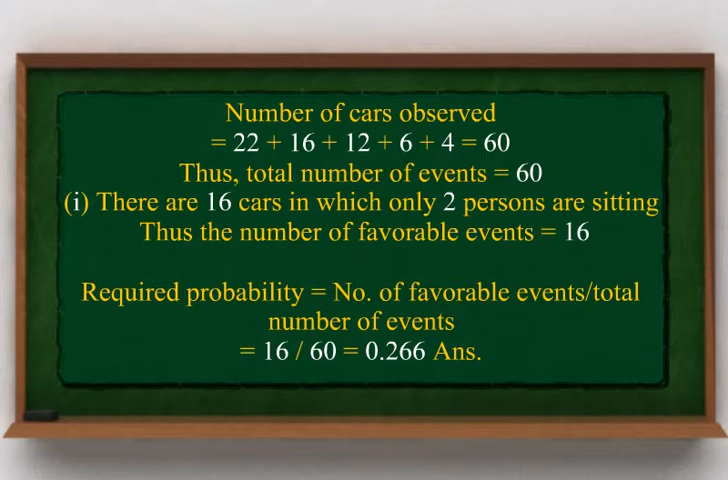 Number of cars observed
= 22 + 16 + 12 + 6 + 4 = 60
Thus, total number of events = 60
(i) There are 16 cars in which only 2 persons are sitting
Thus the number of favorable events = 16
Required probability = No. of favorable events/total
number of events
= 16 / 60 = 0.266 Ans.